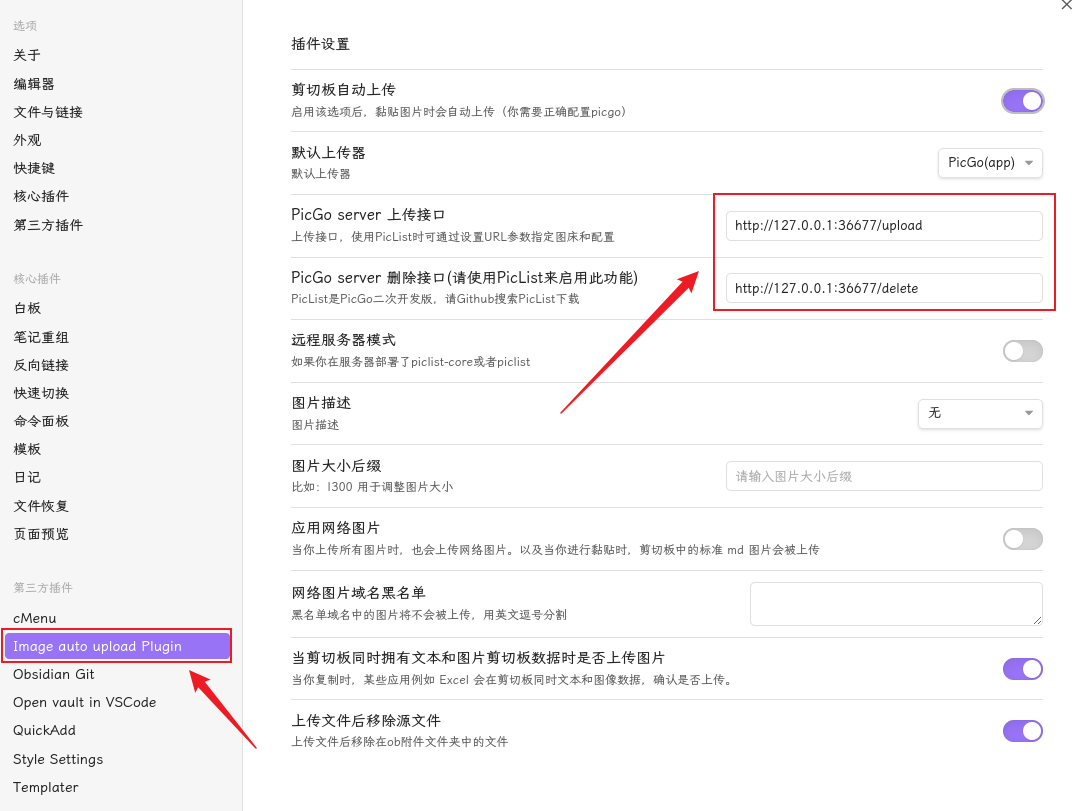 选项
关于
编辑器
文件与链接
外观
快捷键
核心插件
第三方插件
核心插件
白板
笔记重组
反向链接
快速切换
命令面板
模板
日记
文件恢复
页面预览
第三方插件
cMenu
Image auto upload Plugin
Obsidian Git
Open vault in VSCode
QuickAdd
Style Settings
Templater
插件设置
剪切板自动上传
启用该选项后，黏贴图片时会自动上传（你需要正确配置picgo）
默认上传器
默认上传器
PicGo(app)
PicGo server 上传接口
上传接口，使用PicList时可通过设置URL参数指定图床和配置
http://127.0.0.1:36677/upload
PicGo server 删除接口(请使用PicList来启用此功能)
PicList是PicGo二次开发版，请Github搜索PicList下载
http://127.0.0.1:36677/delete
远程服务器模式
如果你在服务器部署了piclist-core或者piclist
图片描述
图片描述
无
图片大小后缀
比如：|300 用于调整图片大小
请输入图片大小后缀
应用网络图片
当你上传所有图片时，也会上传网络图片。以及当你进行黏贴时，剪切板中的标准 md 图片会被上传
网络图片域名黑名单
黑名单域名中的图片将不会被上传，用英文逗号分割
当剪切板同时拥有文本和图片剪切板数据时是否上传图片
当你复制时，某些应用例如 Excel 会在剪切板同时文本和图像数据，确认是否上传。
上传文件后移除源文件
上传文件后移除在ob附件文件夹中的文件